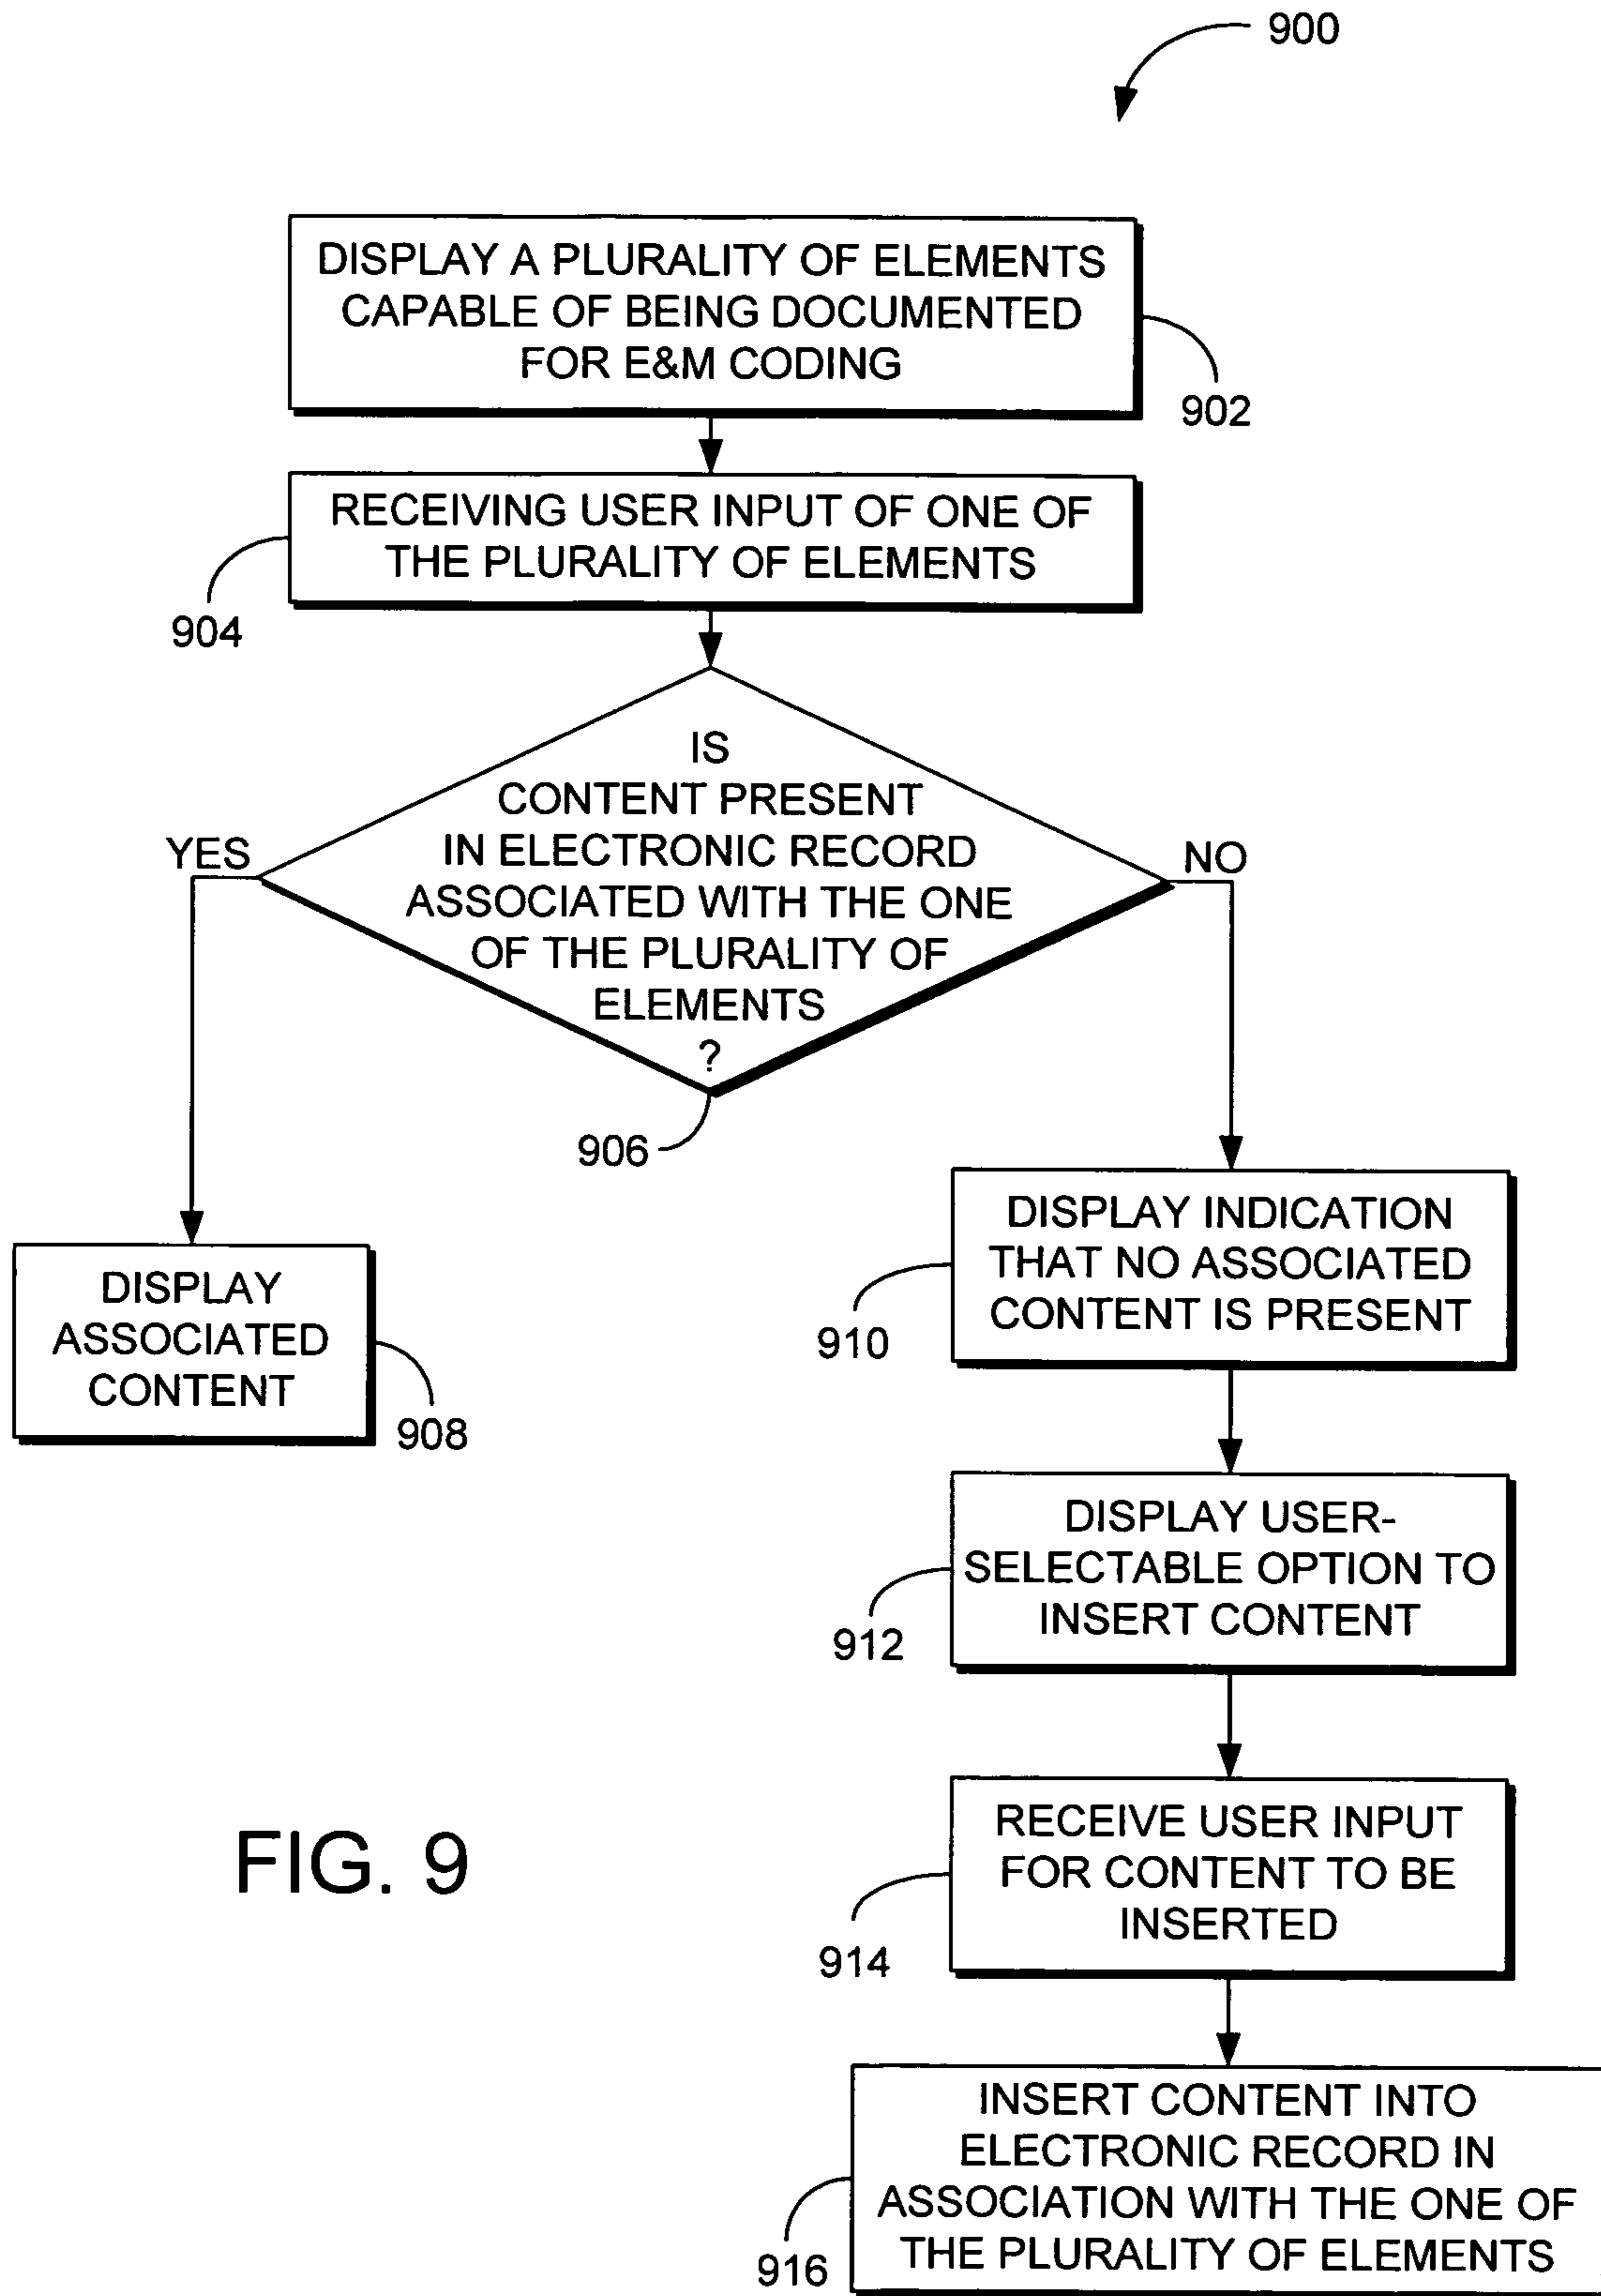 900
DISPLAY A PLURALITY OF ELEMENTS
CAPABLE OF BEING DOCUMENTED
FOR E&M CODING
902
RECEIVING USER INPUT OF ONE OF
THE PLURALITY OF ELEMENTS
904
IS
CONTENT PRESENT
IN ELECTRONIC RECORD
ASSOCIATED WITH THE ONE
OF THE PLURALITY OF
ELEMENTS
?
906
YES
NO
DISPLAY
ASSOCIATED
CONTENT
908
DISPLAY INDICATION
THAT NO ASSOCIATED
CONTENT IS PRESENT
910
DISPLAY USER-
SELECTABLE OPTION TO
INSERT CONTENT
912
RECEIVE USER INPUT
FOR CONTENT TO BE
INSERTED
914
INSERT CONTENT INTO
ELECTRONIC RECORD IN
ASSOCIATION WITH THE ONE OF
THE PLURALITY OF ELEMENTS
916
FIG. 9